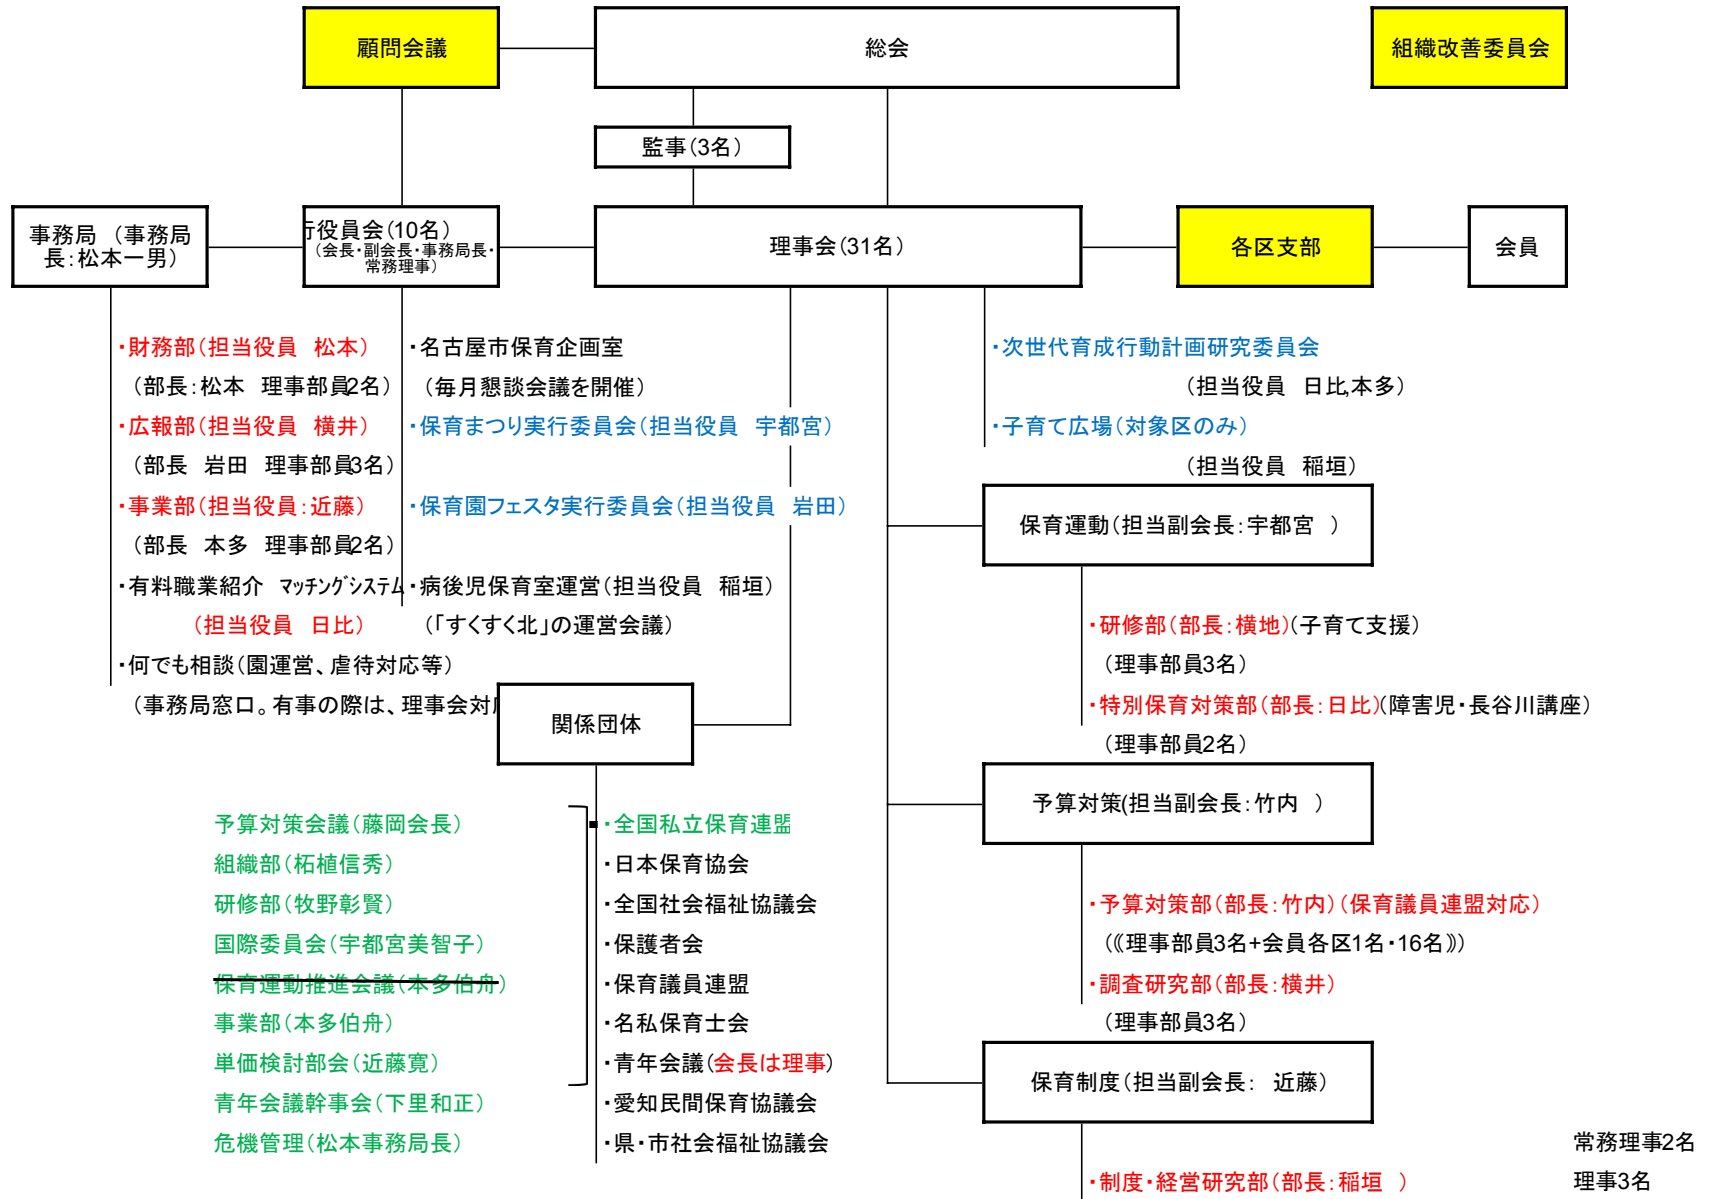 顧問会議
総会
組織改善委員会
監事(3名)
事務局 (事務局
長:松本一男)
行役員会(10名)
(会長・副会長・事務局長・
常務理事)
理事会(31名)
各区支部
会員
・財務部(担当役員 松本)
(部長:松本 理事部員2名)
・広報部(担当役員 横井)
(部長 岩田 理事部員3名)
・事業部(担当役員:近藤)
(部長 本多 理事部員2名)
・有料職業紹介 マッチングシステム
(担当役員 日比)
・何でも相談(園運営、虐待対応等)
(事務局窓口。有事の際は、理事会対
・名古屋市保育企画室
(毎月懇談会議を開催)
・保育まつり実行委員会(担当役員 宇都宮)
・保育園フェスタ実行委員会(担当役員 岩田)
・病後児保育室運営(担当役員 稲垣)
(「すくすく北」の運営会議)
・次世代育成行動計画研究委員会
(担当役員 日比,本多)
・子育て広場(対象区のみ)
(担当役員 稲垣)
保育運動(担当副会長:宇都宮 )
・研修部(部長:横地)(子育て支援)
(理事部員3名)
・特別保育対策部(部長:日比)(障害児・長谷川講座)
(理事部員2名)
関係団体
予算対策(担当副会長:竹内 )
予算対策会議(藤岡会長)
組織部(柘植信秀)
研修部(牧野彰賢)
国際委員会(宇都宮美智子)
保育運動推進会議(本多伯舟)
事業部(本多伯舟)
単価検討部会(近藤寛)
青年会議幹事会(下里和正)
危機管理(松本事務局長)
・全国私立保育連盟
・日本保育協会
・全国社会福祉協議会
・保護者会
・保育議員連盟
・名私保育士会
・青年会議(会長は理事)
・愛知民間保育協議会
・県・市社会福祉協議会
・予算対策部(部長:竹内)(保育議員連盟対応)
(《理事部員3名+会員各区1名・16名》)
・調査研究部(部長:横井)
(理事部員3名)
保育制度(担当副会長: 近藤)
・制度・経営研究部(部長:稲垣 )
常務理事2名
理事3名